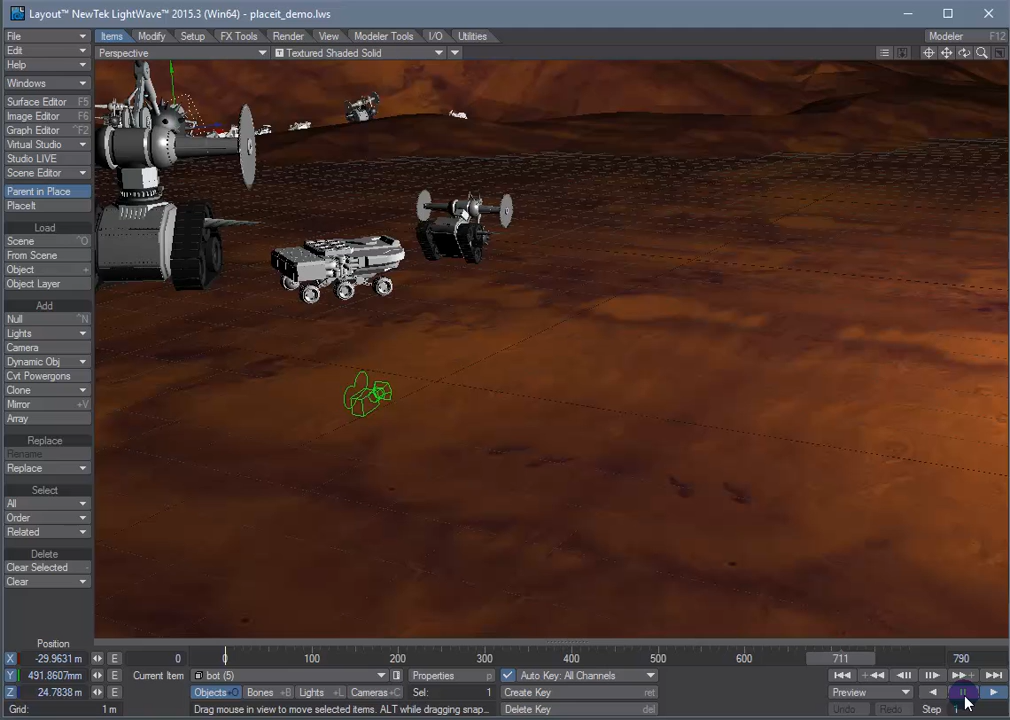 Layout™ NewTek LightWave™ 2015.3 (Win64) - placeit_demo.lws
File Items Modify Setup FX Tools Render View Modeler Tools I/O Utilities Modeler F12
Edit Perspective Textured Shaded Solid
Help
Windows
Surface Editor F5
Image Editor F6
Graph Editor ^F2
Virtual Studio
Studio LIVE
Scene Editor
Parent in Place
PlaceIt
Load
Scene ^O
From Scene
Object +
Object Layer
Add
Null ^N
Lights
Camera
Dynamic Obj
Cvt Powergons
Clone
Mirror +V
Array
Replace
Rename
Replace
Select
All
Order
Related
Delete
Clear Selected -
Clear
Position
X -29.9631 m E 0 0 100 200 300 400 500 600 711 790
Y 491.8607mm E Current Item bot (5) Properties p Auto Key: All Channels
Z 24.7838 m E Objects +O Bones +B Lights +L Cameras +C Sel: 1 Create Key ret Preview
Grid: 1 m Drag mouse in view to move selected items. ALT while dragging snap... Delete Key del Undo Redo Step